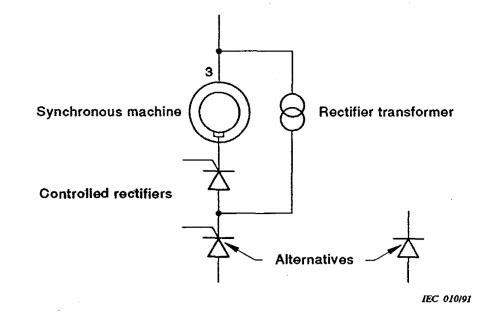 3
Synchronous machine
Rectifier transformer
Controlled rectifiers
Alternatives
IEC 010/91